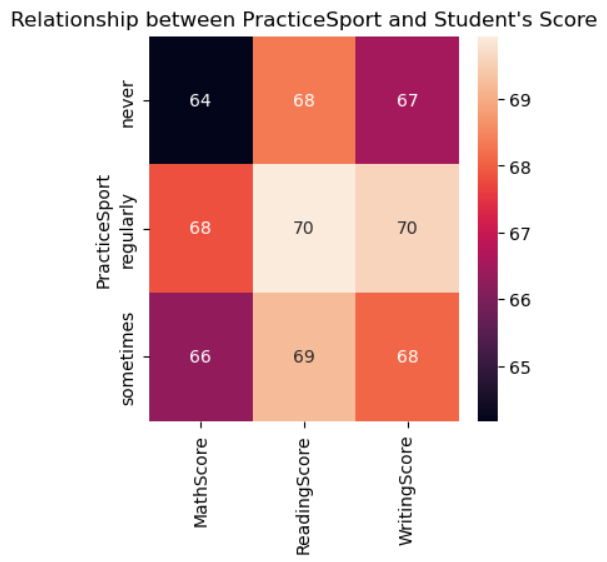 Relationship between PracticeSport and Student's Score
never
64
68
67
PracticeSport
regularly
68
70
70
sometimes
66
69
68
MathScore
ReadingScore
WritingScore
69
68
67
66
65